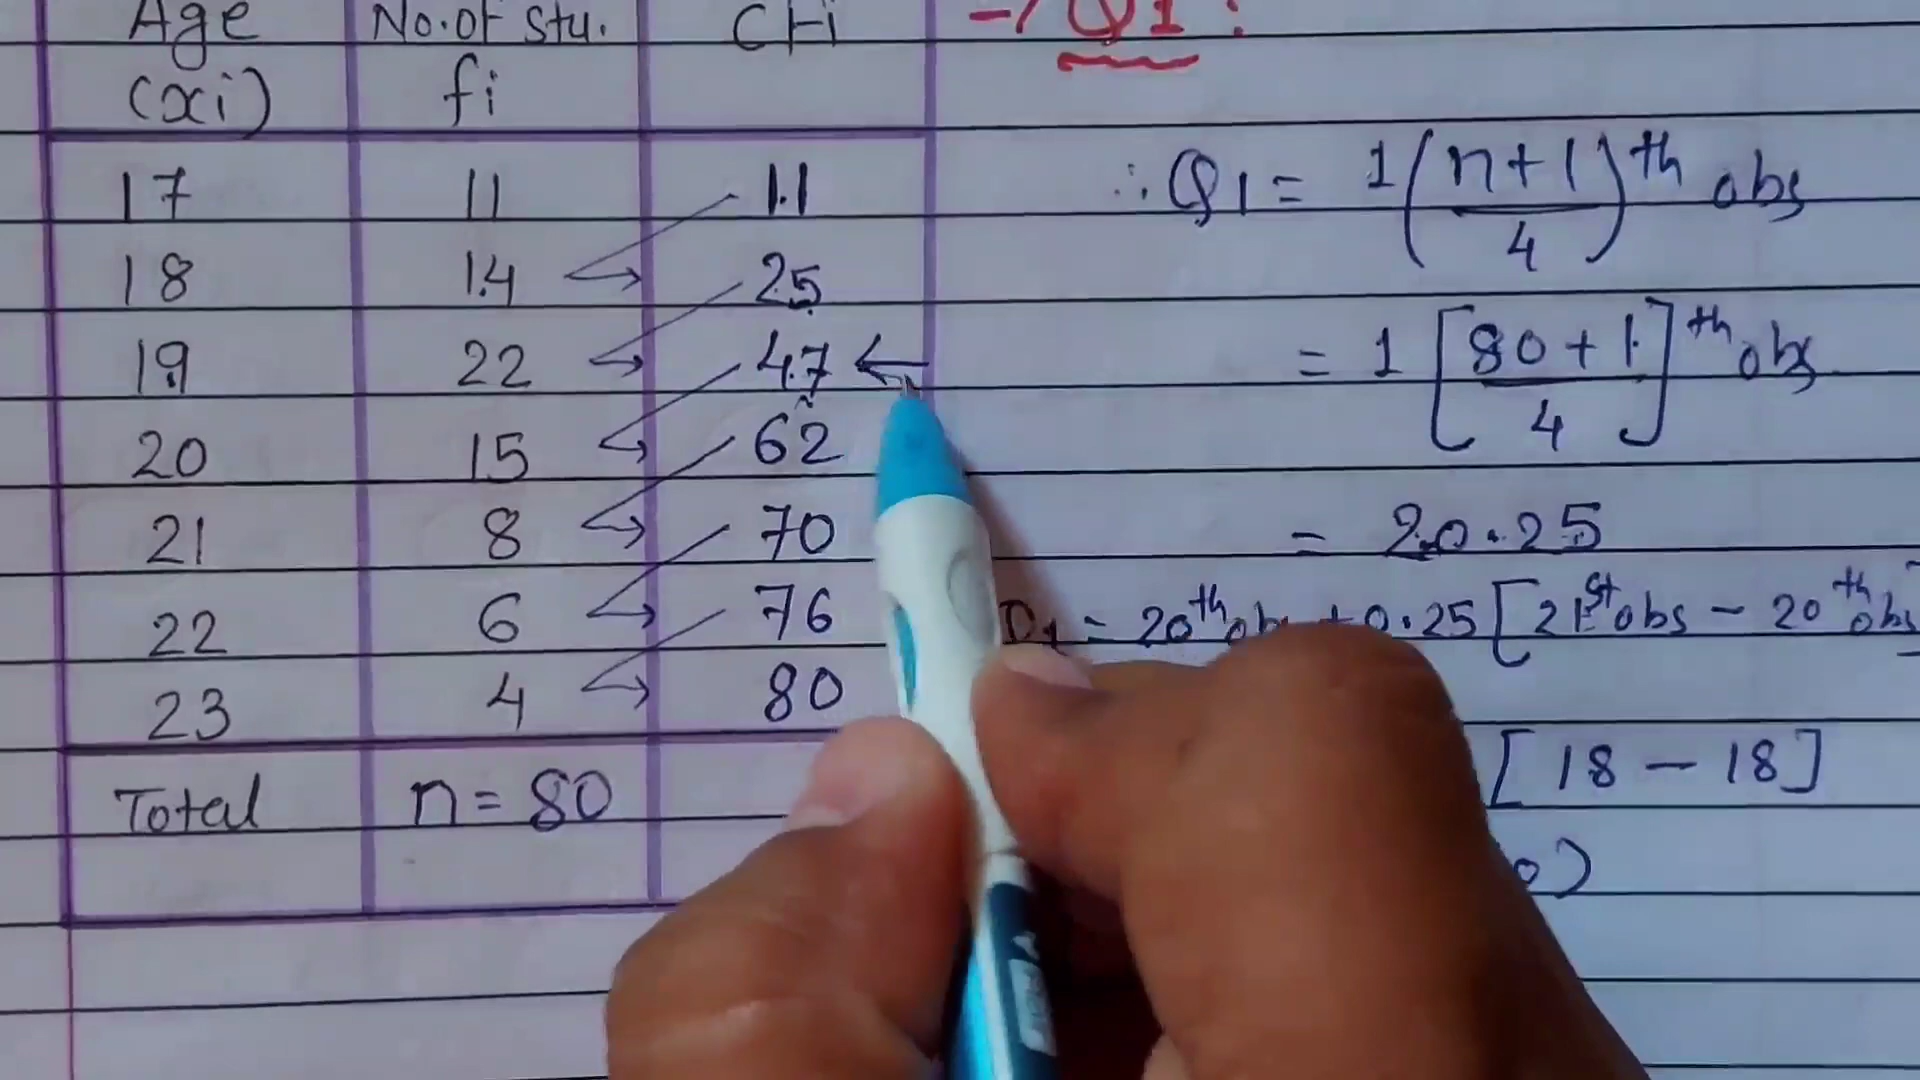 Age No. of Stu. CFi → Q1 :
(xi) fi
17 11 11
18 14 25
19 22 47
20 15 62
21 8 70
22 6 76
23 4 80
Total n = 80
∴ Q1 = 1 (n+1 / 4)th obs
= 1 [80+1 / 4]th obs
= 20.25
= 20th obs + 0.25 [21st obs - 20th obs]
[18 - 18]
0)